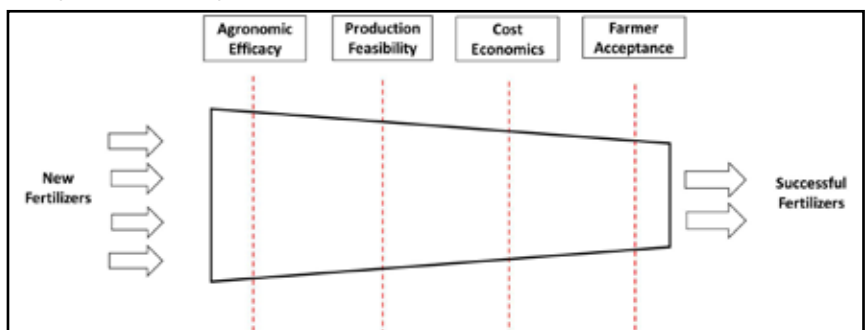 Agronomic
Efficacy
Production
Feasibility
Cost
Economics
Farmer
Acceptance
New
Fertilizers
Successful
Fertilizers